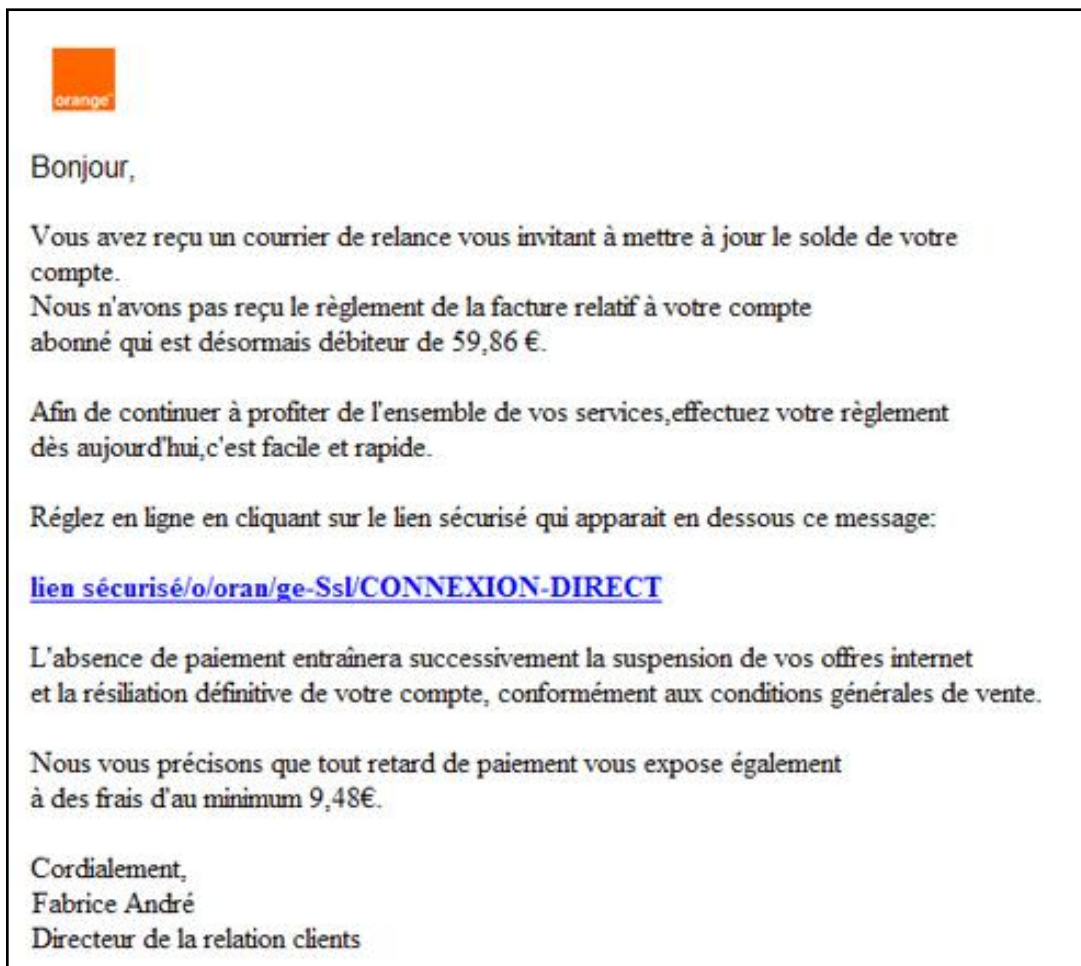 orange™
Bonjour,
Vous avez reçu un courrier de relance vous invitant à mettre à jour le solde de votre
compte.
Nous n'avons pas reçu le règlement de la facture relatif à votre compte
abonné qui est désormais débiteur de 59,86 €.
Afin de continuer à profiter de l'ensemble de vos services,effectuez votre règlement
dès aujourd'hui,c'est facile et rapide.
Réglez en ligne en cliquant sur le lien sécurisé qui apparait en dessous ce message:
lien sécurisé/o/oran/ge-Ssl/CONNEXION-DIRECT
L'absence de paiement entraînera successivement la suspension de vos offres internet
et la résiliation définitive de votre compte, conformément aux conditions générales de vente.
Nous vous précisons que tout retard de paiement vous expose également
à des frais d'au minimum 9,48€.
Cordialement,
Fabrice André
Directeur de la relation clients